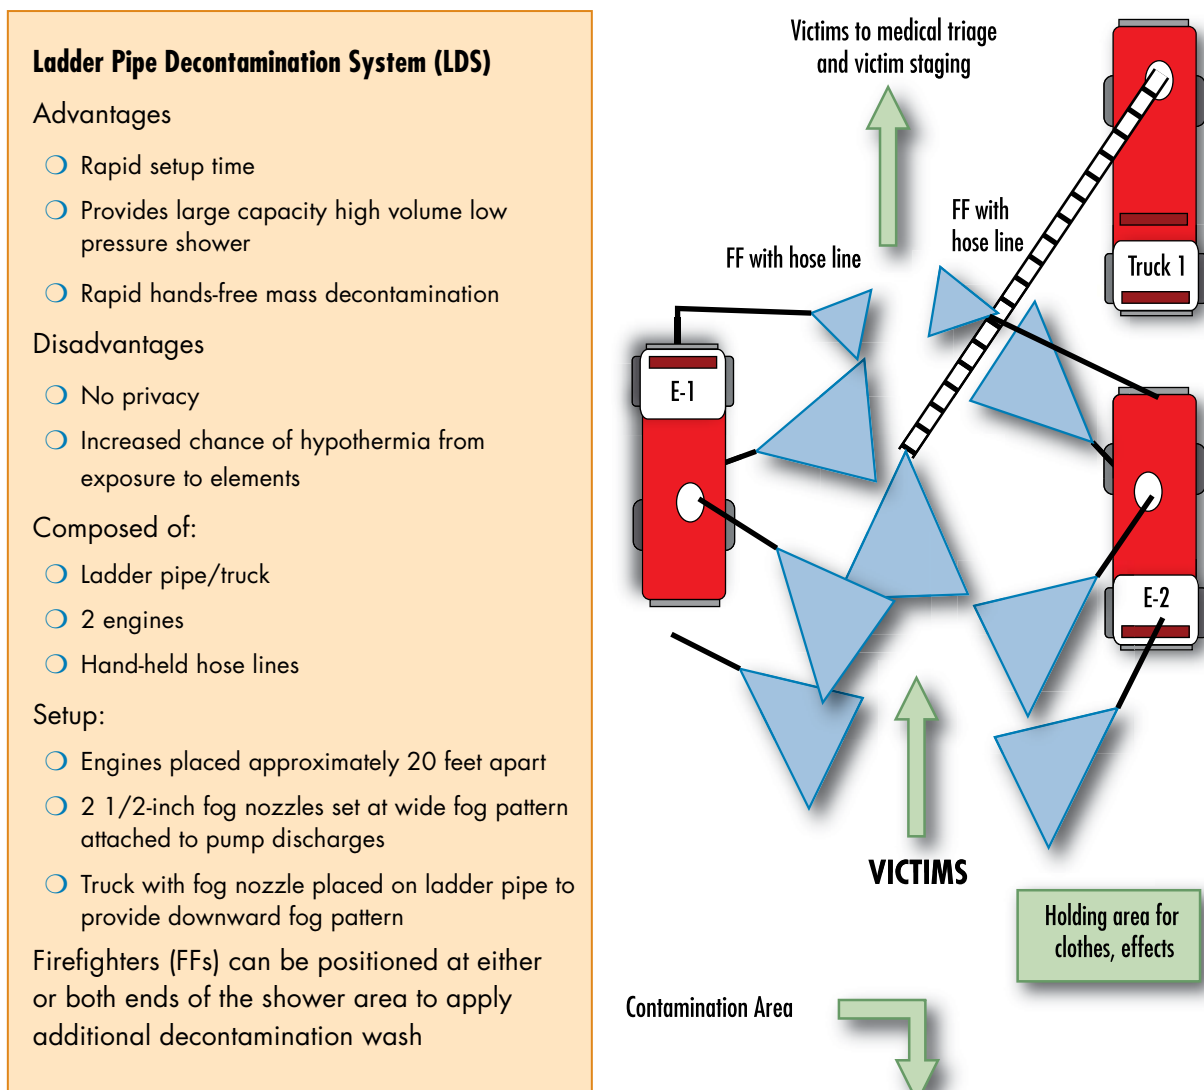 Ladder Pipe Decontamination System (LDS)
Advantages
❍ Rapid setup time
❍ Provides large capacity high volume low
pressure shower
❍ Rapid hands-free mass decontamination
Disadvantages
❍ No privacy
❍ Increased chance of hypothermia from
exposure to elements
Composed of:
❍ Ladder pipe/truck
❍ 2 engines
❍ Hand-held hose lines
Setup:
❍ Engines placed approximately 20 feet apart
❍ 2 1/2-inch fog nozzles set at wide fog pattern
attached to pump discharges
❍ Truck with fog nozzle placed on ladder pipe to
provide downward fog pattern
Firefighters (FFs) can be positioned at either
or both ends of the shower area to apply
additional decontamination wash
Victims to medical triage
and victim staging
FF with
hose line
FF with hose line
Truck 1
E-1
E-2
VICTIMS
Holding area for
clothes, effects
Contamination Area